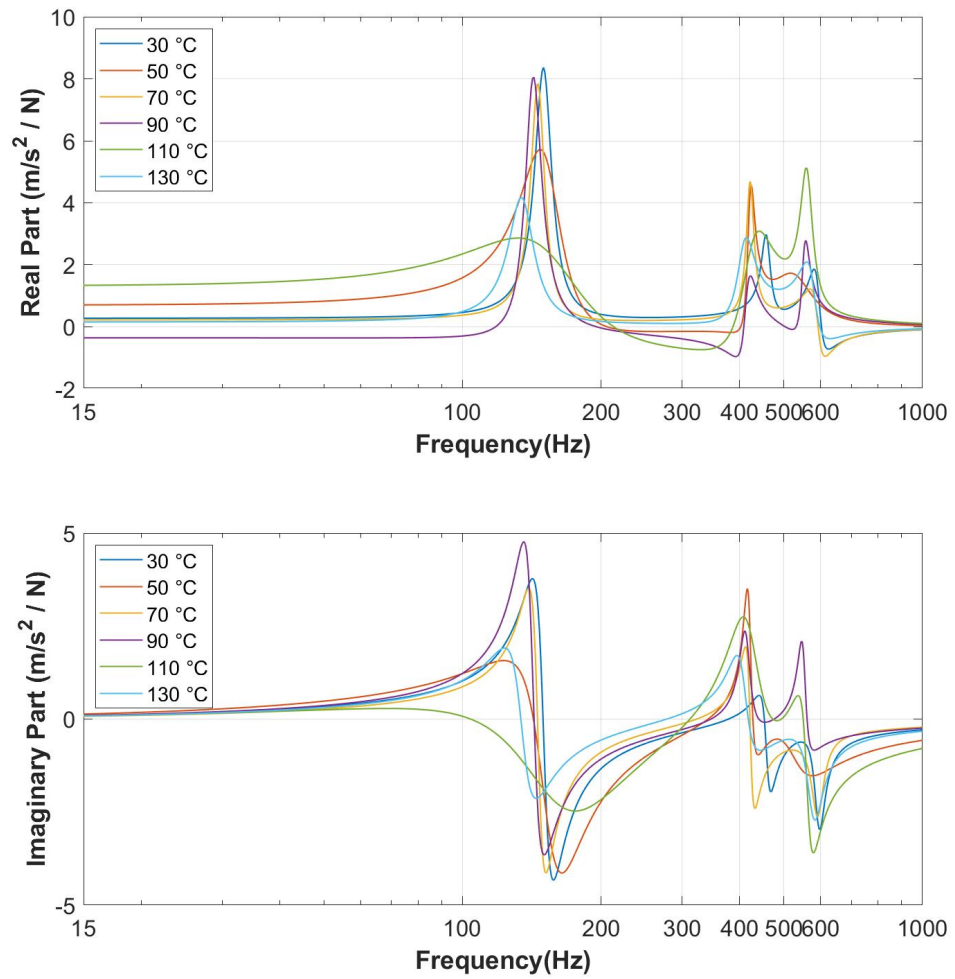 10
8
6
4
2
0
-2
Real Part (m/s² / N)
30 °C
50 °C
70 °C
90 °C
110 °C
130 °C
15 100 200 300 400 500 600 1000
Frequency(Hz)
5
0
-5
Imaginary Part (m/s² / N)
30 °C
50 °C
70 °C
90 °C
110 °C
130 °C
15 100 200 300 400 500 600 1000
Frequency(Hz)